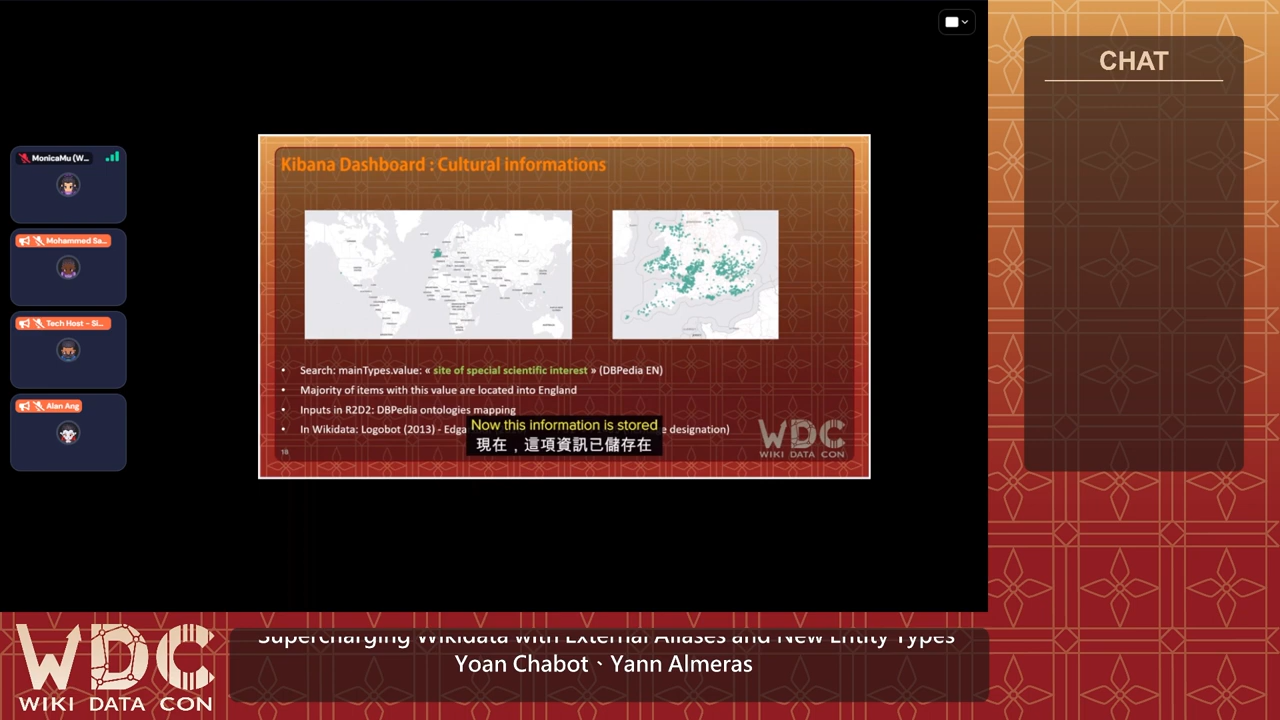 CHAT
MonicaMu (W...
Mohammed Sa...
Tech Host – Si...
Alan Ang
Kibana Dashboard : Cultural informations
• Search: mainTypes.value: « site of special scientific interest » (DBPedia EN)
• Majority of items with this value are located into England
• Inputs in R2D2: DBPedia ontologies mapping
• In Wikidata: Logobot (2013) - Edga
e designation)
Now this information is stored
現在，這項資訊已儲存在
18
WDC
WIKI DATA CON
WDC
WIKI DATA CON
Supercharging Wikidata with External Aliases and New Entity Types
Yoan Chabot、Yann Almeras